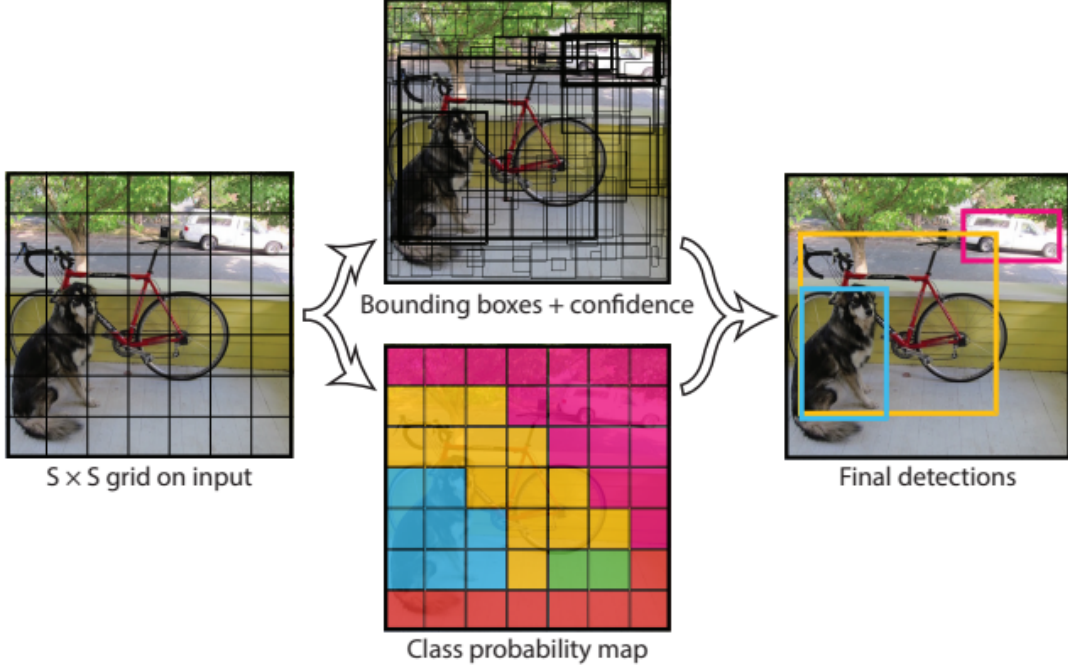 S × S grid on input
Bounding boxes + confidence
Class probability map
Final detections